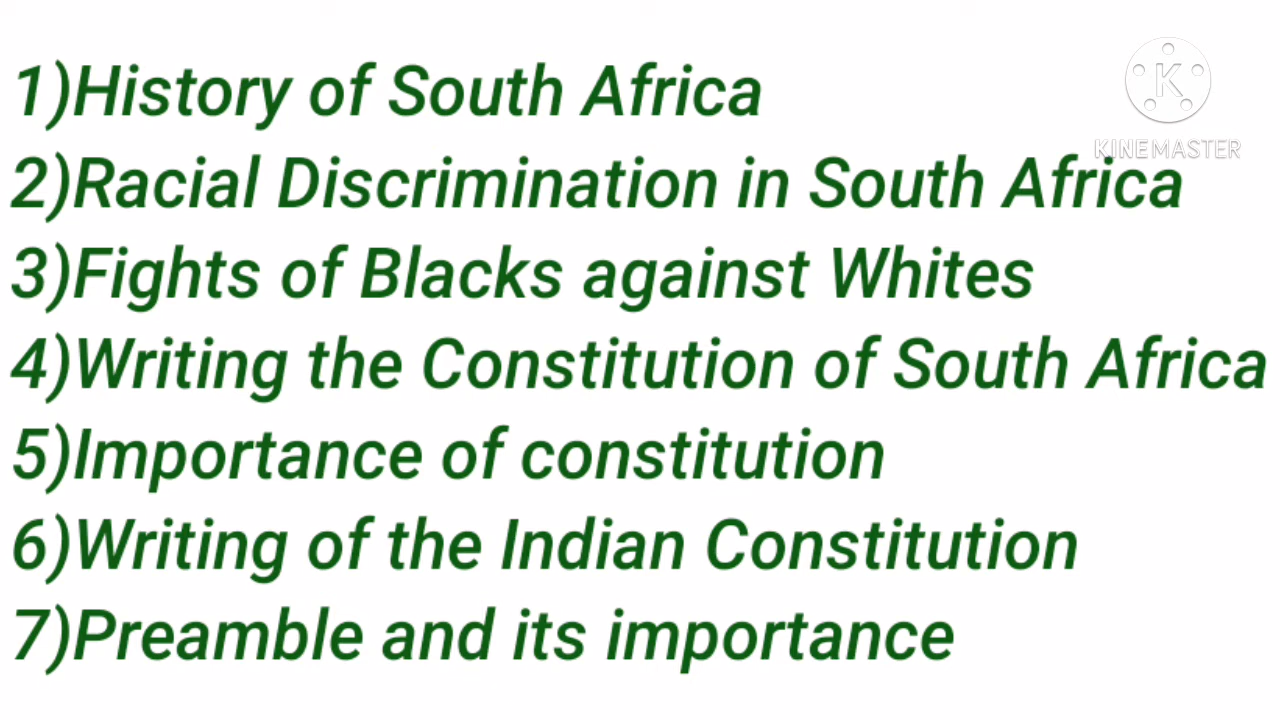 1)History of South Africa
K
KINEMASTER
2)Racial Discrimination in South Africa
3)Fights of Blacks against Whites
4)Writing the Constitution of South Africa
5)Importance of constitution
6)Writing of the Indian Constitution
7)Preamble and its importance